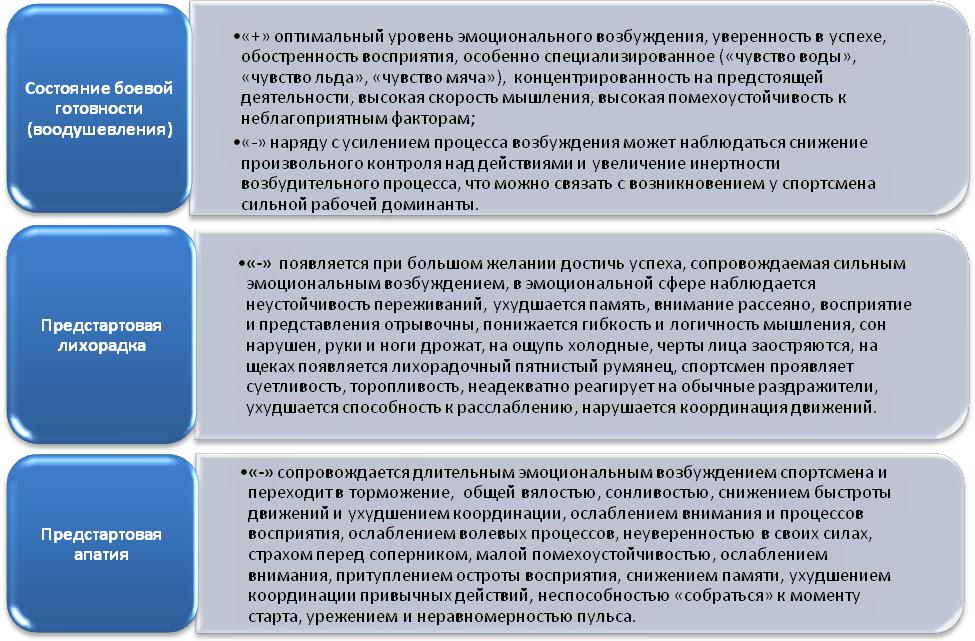 Состояние боевой
готовности
(воодушевления)
•«+» оптимальный уровень эмоционального возбуждения, уверенность в успехе,
обостренность восприятия, особенно специализированное («чувство воды»,
«чувство льда», «чувство мяча»), концентрированность на предстоящей
деятельности, высокая скорость мышления, высокая помехоустойчивость к
неблагоприятным факторам;
•«-» наряду с усилением процесса возбуждения может наблюдаться снижение
произвольного контроля над действиями и увеличение инертности
возбудительного процесса, что можно связать с возникновением у спортсмена
сильной рабочей доминанты.
Предстартовая
лихорадка
•«-» появляется при большом желании достичь успеха, сопровождаемая сильным
эмоциональным возбуждением, в эмоциональной сфере наблюдается
неустойчивость переживаний, ухудшается память, внимание рассеяно, восприятие
и представления отрывочны, понижается гибкость и логичность мышления, сон
нарушен, руки и ноги дрожат, на ощупь холодные, черты лица заостряются, на
щеках появляется лихорадочный пятнистый румянец, спортсмен проявляет
суетливость, торопливость, неадекватно реагирует на обычные раздражители,
ухудшается способность к расслаблению, нарушается координация движений.
Предстартовая
апатия
•«-» сопровождается длительным эмоциональным возбуждением спортсмена и
переходит в торможение, общей вялостью, сонливостью, снижением быстроты
движений и ухудшением координации, ослаблением внимания и процессов
восприятия, ослаблением волевых процессов, неуверенностью в своих силах,
страхом перед соперником, малой помехоустойчивостью, ослаблением
внимания, притуплением остроты восприятия, снижением памяти, ухудшением
координации привычных действий, неспособностью «собраться» к моменту
старта, урежением и неравномерностью пульса.